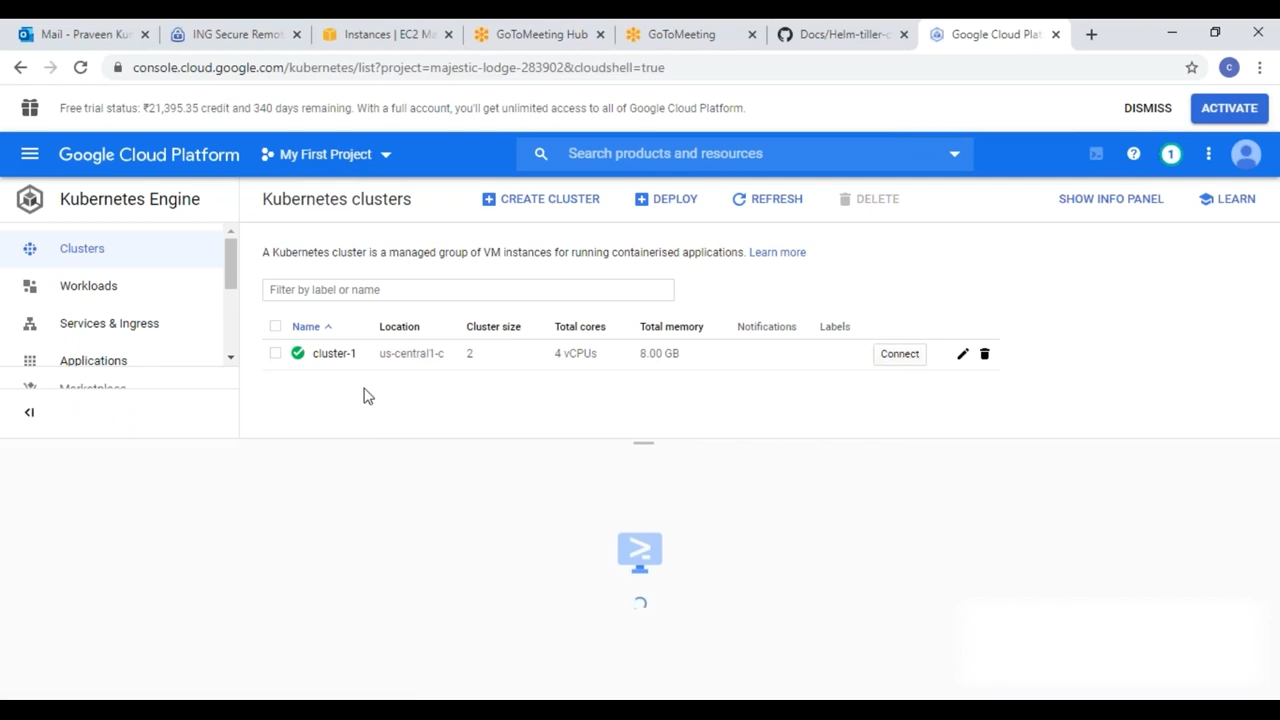 Mail - Praveen Kur
ING Secure Remot
Instances | EC2 Ma
GoToMeeting Hub
GoToMeeting
Docs/Helm-tiller-c
Google Cloud Plat
console.cloud.google.com/kubernetes/list?project=majestic-lodge-283902&cloudshell=true
C
Free trial status: ₹21,395.35 credit and 340 days remaining. With a full account, you'll get unlimited access to all of Google Cloud Platform.
DISMISS
ACTIVATE
Google Cloud Platform
My First Project
Search products and resources
1
Kubernetes Engine
Kubernetes clusters
CREATE CLUSTER
DEPLOY
REFRESH
DELETE
SHOW INFO PANEL
LEARN
Clusters
Workloads
Services & Ingress
Applications
Marketplace
A Kubernetes cluster is a managed group of VM instances for running containerised applications. Learn more
Filter by label or name
Name Location Cluster size Total cores Total memory Notifications Labels
cluster-1 us-central1-c 2 4 vCPUs 8.00 GB Connect